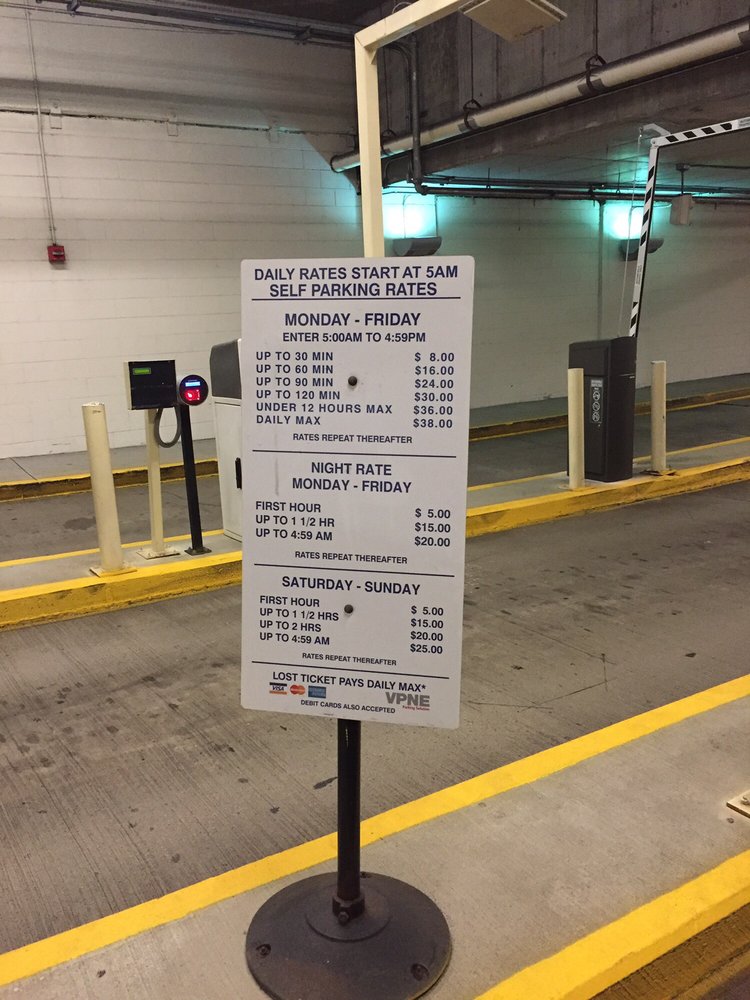 DAILY RATES START AT 5AM
SELF PARKING RATES
MONDAY - FRIDAY
ENTER 5:00AM TO 4:59PM
UP TO 30 MIN $ 8.00
UP TO 60 MIN $16.00
UP TO 90 MIN $24.00
UP TO 120 MIN $30.00
UNDER 12 HOURS MAX $36.00
DAILY MAX $38.00
RATES REPEAT THEREAFTER
NIGHT RATE
MONDAY - FRIDAY
FIRST HOUR $ 5.00
UP TO 1 1/2 HR $15.00
UP TO 4:59 AM $20.00
RATES REPEAT THEREAFTER
SATURDAY - SUNDAY
FIRST HOUR $ 5.00
UP TO 1 1/2 HRS $15.00
UP TO 2 HRS $20.00
UP TO 4:59 AM $25.00
RATES REPEAT THEREAFTER
LOST TICKET PAYS DAILY MAX*
VISA MasterCard VPNE
Parking Solution
DEBIT CARDS ALSO ACCEPTED